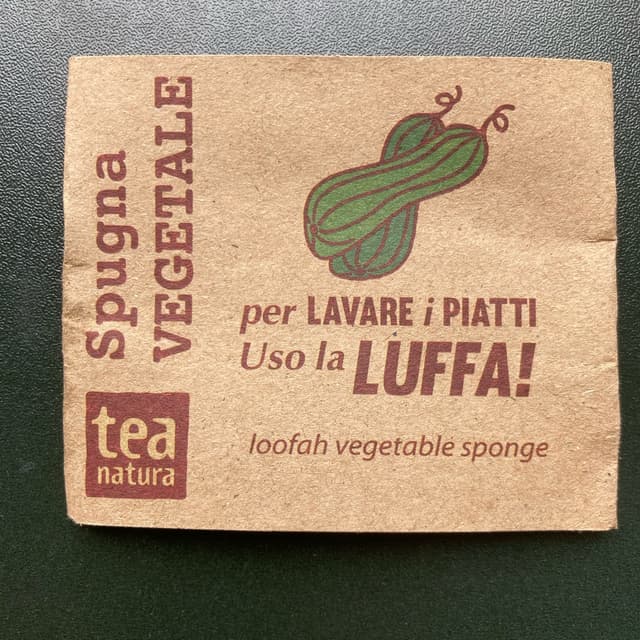 Spugna
VEGETALE
tea
natura
per LAVARE i PIATTI
Uso la LUFFA!
loofah vegetable sponge